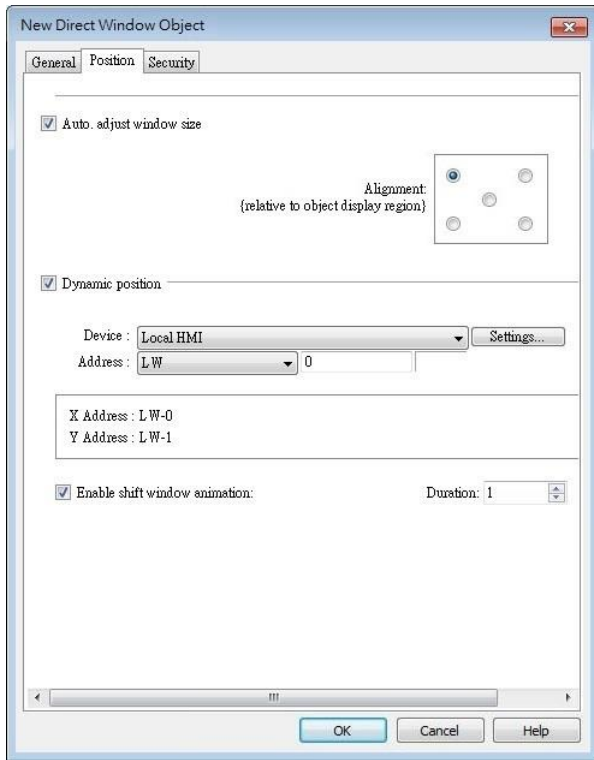 New Direct Window Object
General Position Security
Auto. adjust window size
Alignment:
{relative to object display region}
Dynamic position
Device : Local HMI Settings...
Address : LW 0
X Address : LW-0
Y Address : LW-1
Enable shift window animation: Duration: 1
OK Cancel Help